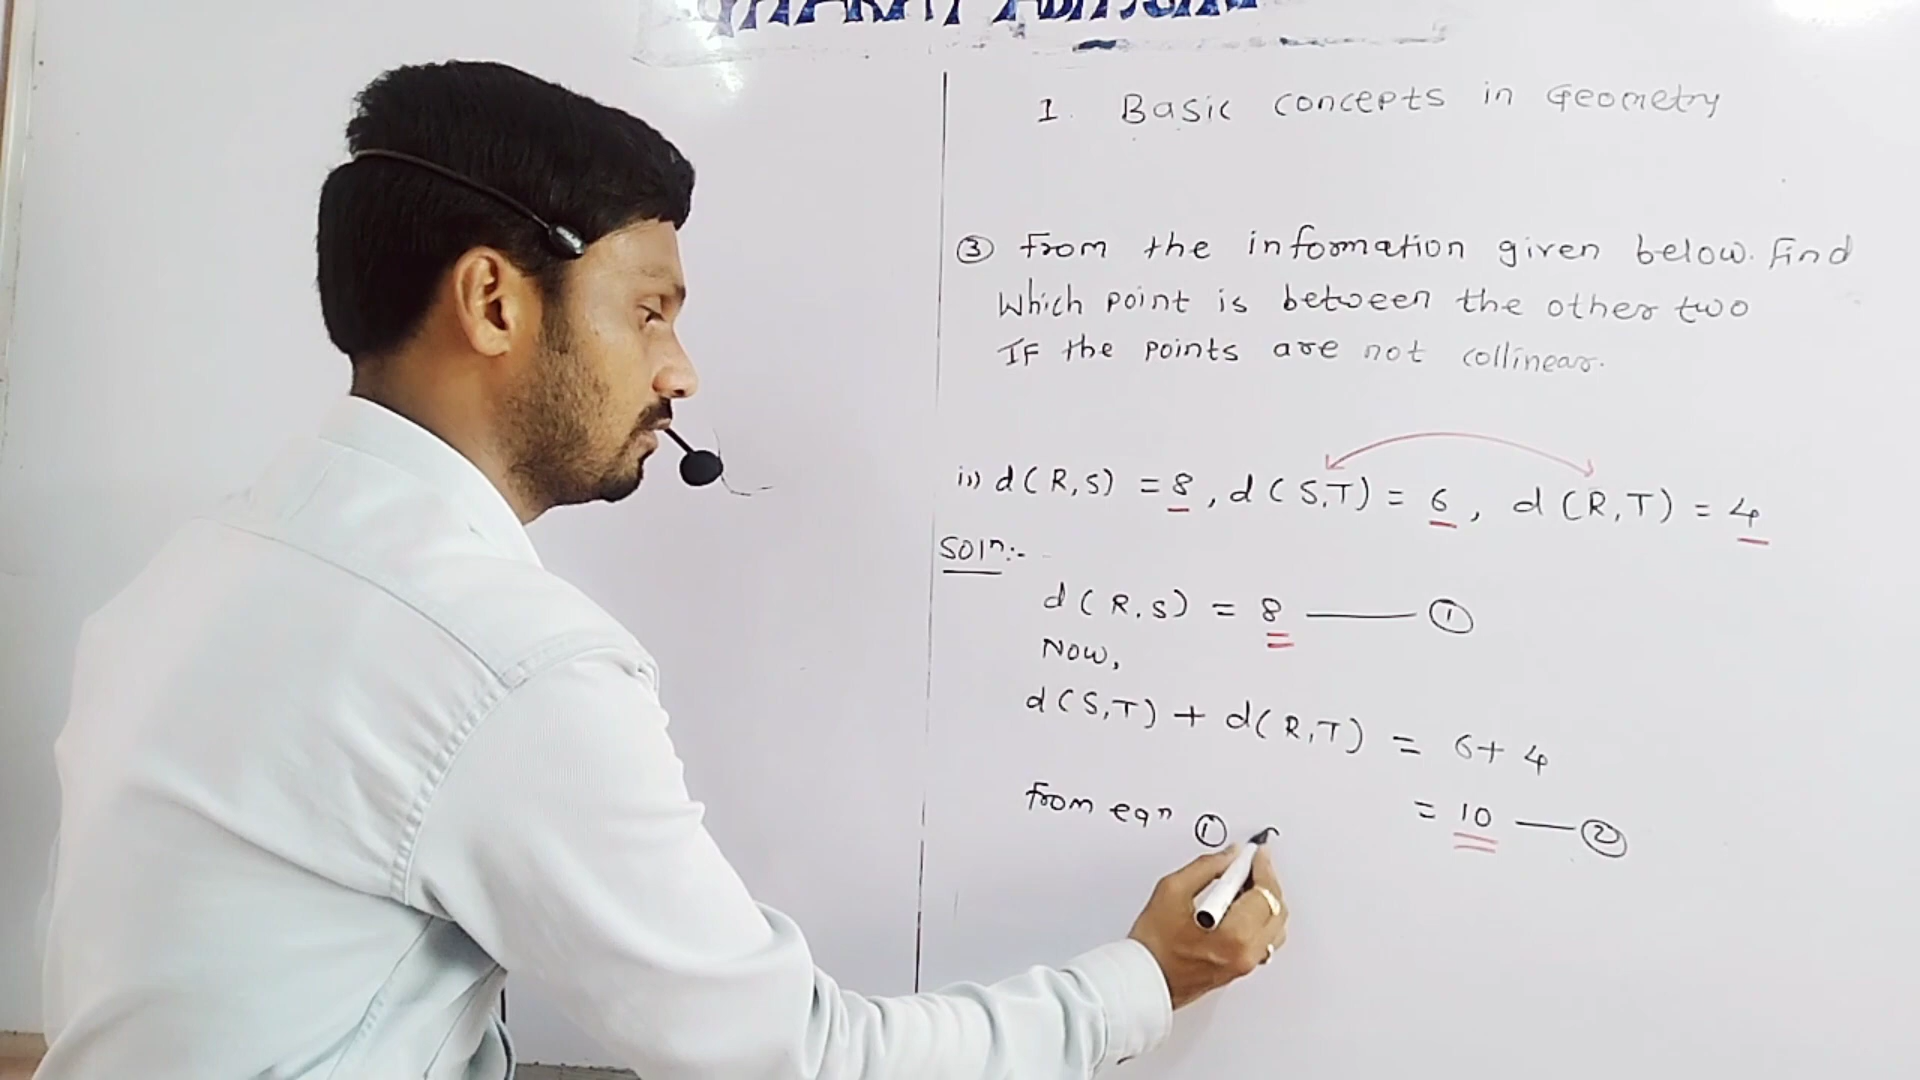 1. Basic concepts in Geometry
③ From the information given below. Find
Which point is between the other two
IF the points are not collinear.
ii) d(R,S) = 8, d(S,T) = 6, d(R,T) = 4
Solⁿ:-
d(R,S) = 8 —— ①
Now,
d(S,T) + d(R,T) = 6+4
= 10 — ②
From eqⁿ ①